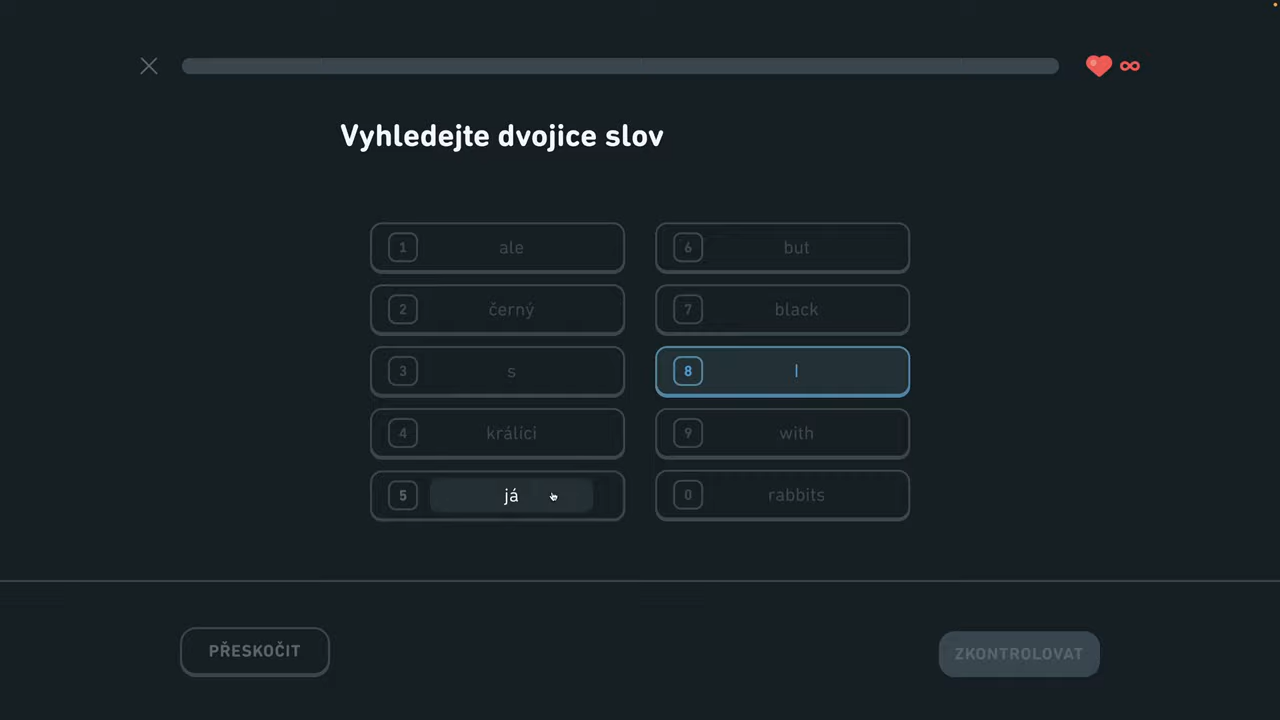 ∞
Vyhledejte dvojice slov
1 ale
6 but
2 černý
7 black
3 s
8 I
4 králíci
9 with
5 já
0 rabbits
PŘESKOČIT
ZKONTROLOVAT